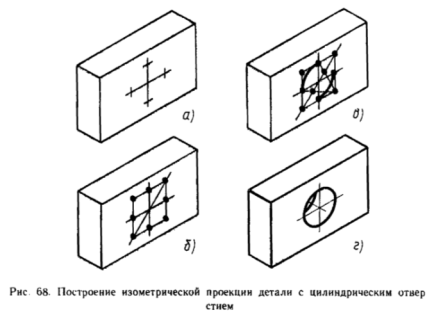 а)
в)
б)
г)
Рис. 68. Построение изометрической проекции детали с цилиндрическим отвер
стием